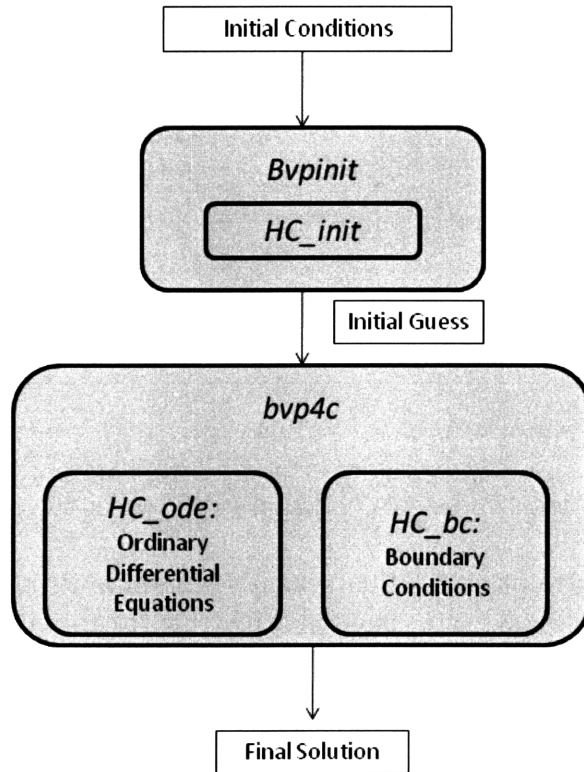 Initial Conditions
Bvpinit
HC_init
Initial Guess
bvp4c
HC_ode:
Ordinary
Differential
Equations
HC_bc:
Boundary
Conditions
Final Solution